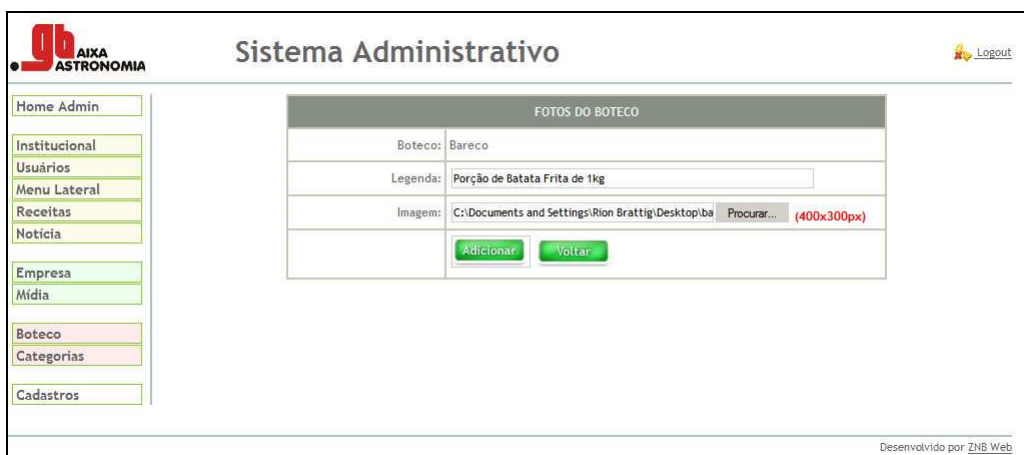 .gb AIXA
ASTRONOMIA
Sistema Administrativo
Logout
Home Admin
Institucional
Usuários
Menu Lateral
Receitas
Notícia
Empresa
Mídia
Boteco
Categorias
Cadastros
FOTOS DO BOTECO
Boteco: Bareco
Legenda: Porção de Batata Frita de 1kg
Imagem: C:\Documents and Settings\Rion Brattig\Desktop\ba Procurar... (400x300px)
Adicionar Voltar
Desenvolvido por ZNB Web